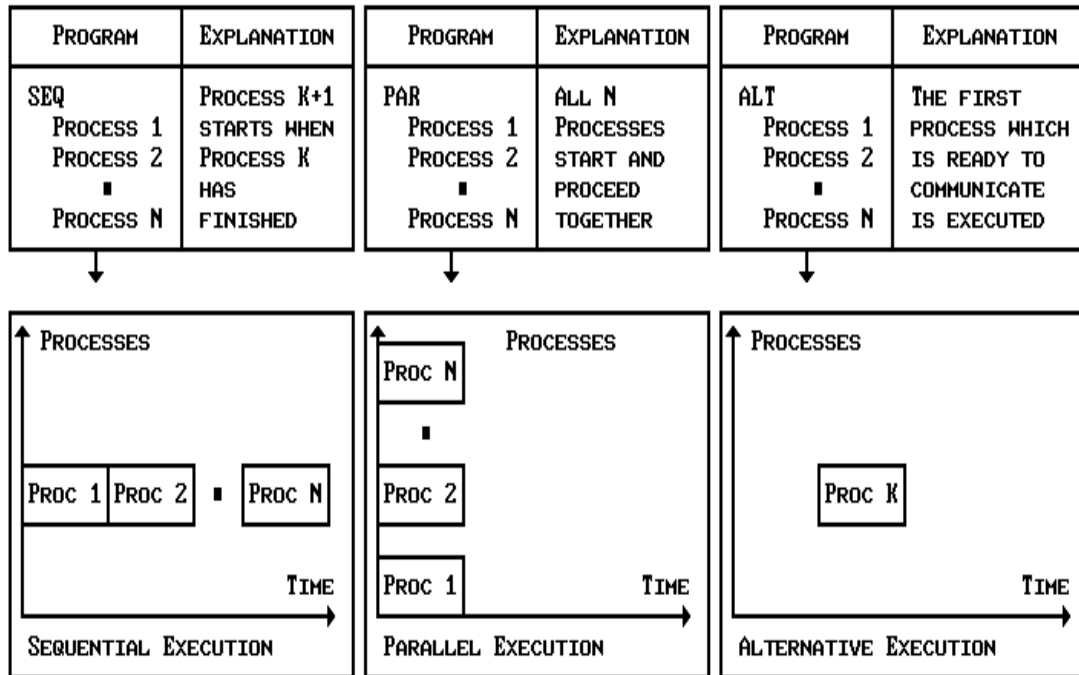 PROGRAM
EXPLANATION
SEQ
PROCESS 1
PROCESS 2
PROCESS N
PROCESS K+1
STARTS WHEN
PROCESS K
HAS
FINISHED
PROGRAM
EXPLANATION
PAR
PROCESS 1
PROCESS 2
PROCESS N
ALL N
PROCESSES
START AND
PROCEED
TOGETHER
PROGRAM
EXPLANATION
ALT
PROCESS 1
PROCESS 2
PROCESS N
THE FIRST
PROCESS WHICH
IS READY TO
COMMUNICATE
IS EXECUTED
PROCESSES
PROC 1
PROC 2
PROC N
TIME
SEQUENTIAL EXECUTION
PROCESSES
PROC N
PROC 2
PROC 1
TIME
PARALLEL EXECUTION
PROCESSES
PROC K
TIME
ALTERNATIVE EXECUTION